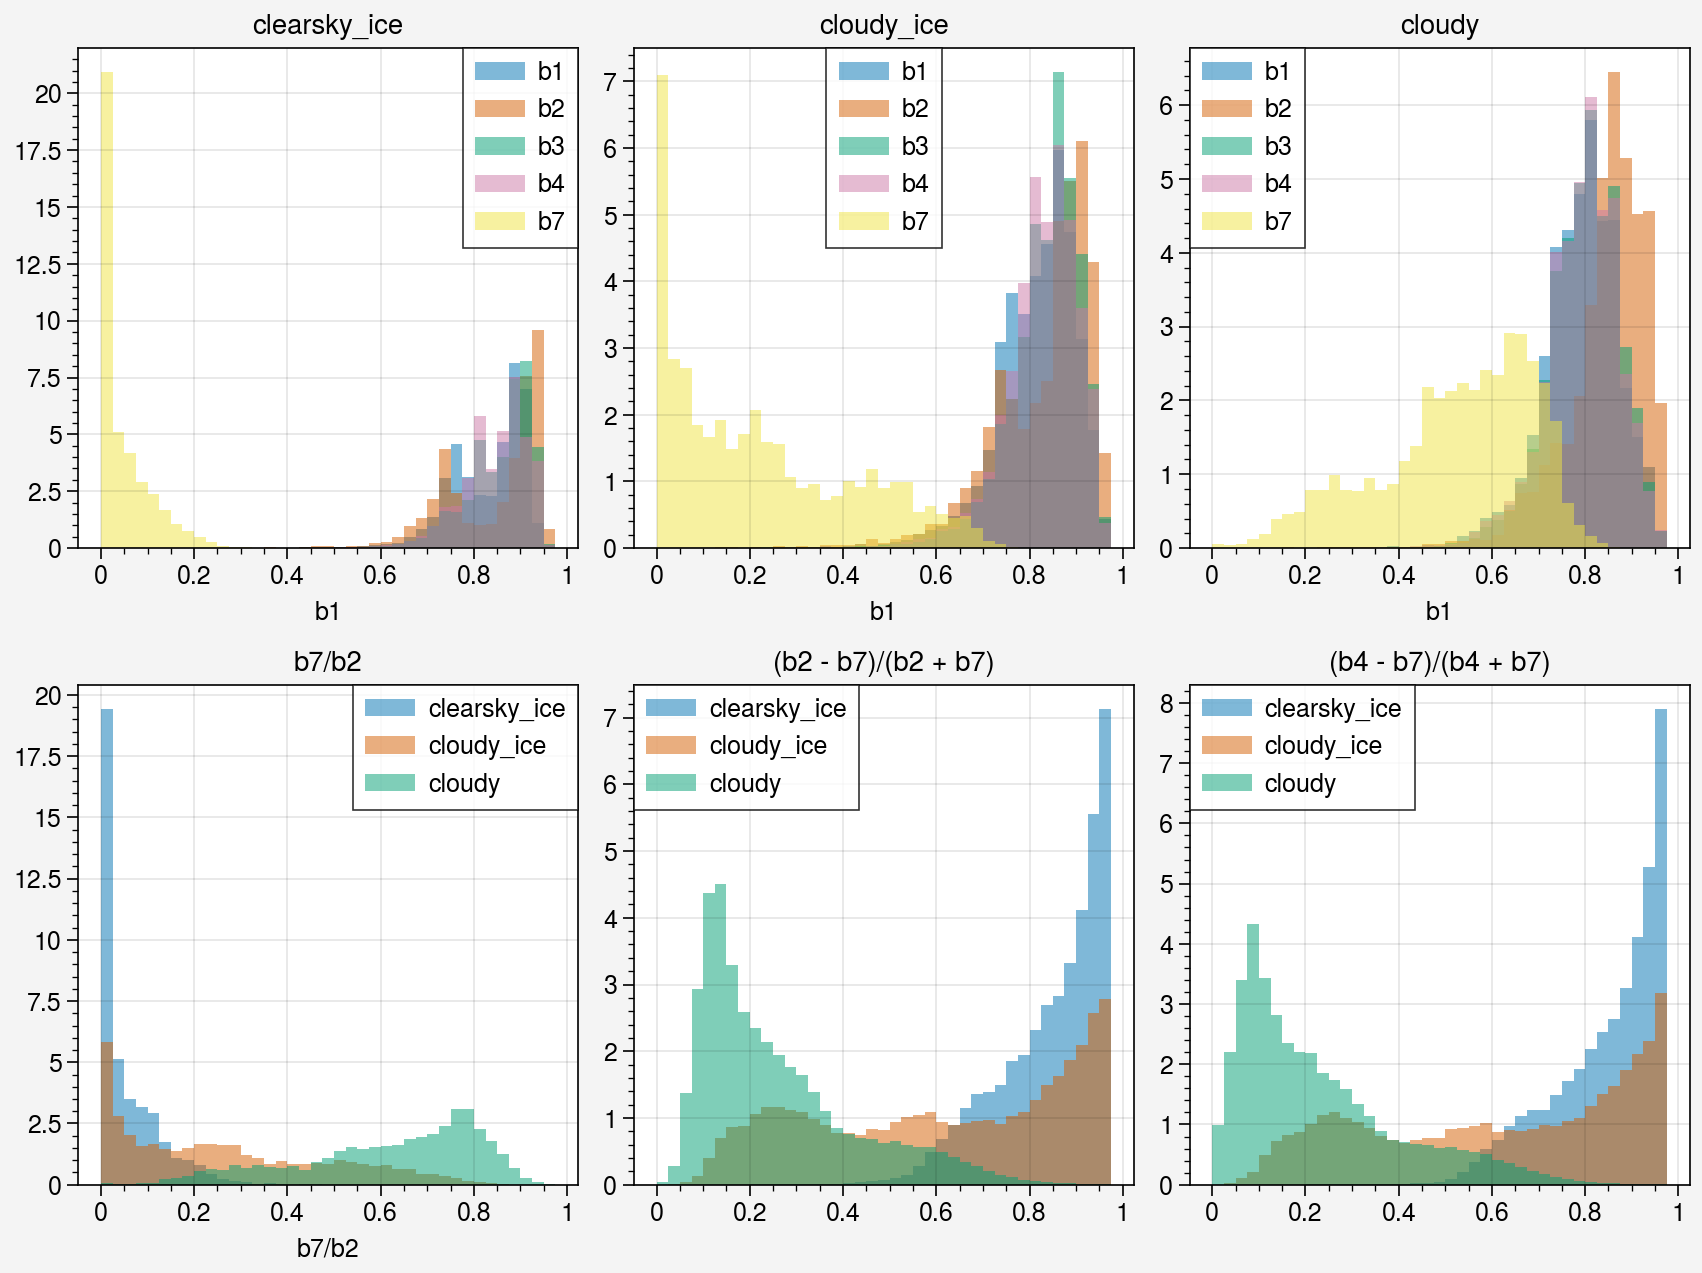 clearsky_ice
cloudy_ice
cloudy
b1
b2
b3
b4
b7
b1
b2
b3
b4
b7
b1
b2
b3
b4
b7
20
17.5
15
12.5
10
7.5
5
2.5
0
7
6
5
4
3
2
1
0
6
5
4
3
2
1
0
0 0.2 0.4 0.6 0.8 1
0 0.2 0.4 0.6 0.8 1
0 0.2 0.4 0.6 0.8 1
b1
b1
b1
b7/b2
(b2 - b7)/(b2 + b7)
(b4 - b7)/(b4 + b7)
clearsky_ice
cloudy_ice
cloudy
clearsky_ice
cloudy_ice
cloudy
clearsky_ice
cloudy_ice
cloudy
20
17.5
15
12.5
10
7.5
5
2.5
0
7
6
5
4
3
2
1
0
8
7
6
5
4
3
2
1
0
0 0.2 0.4 0.6 0.8 1
0 0.2 0.4 0.6 0.8 1
0 0.2 0.4 0.6 0.8 1
b7/b2